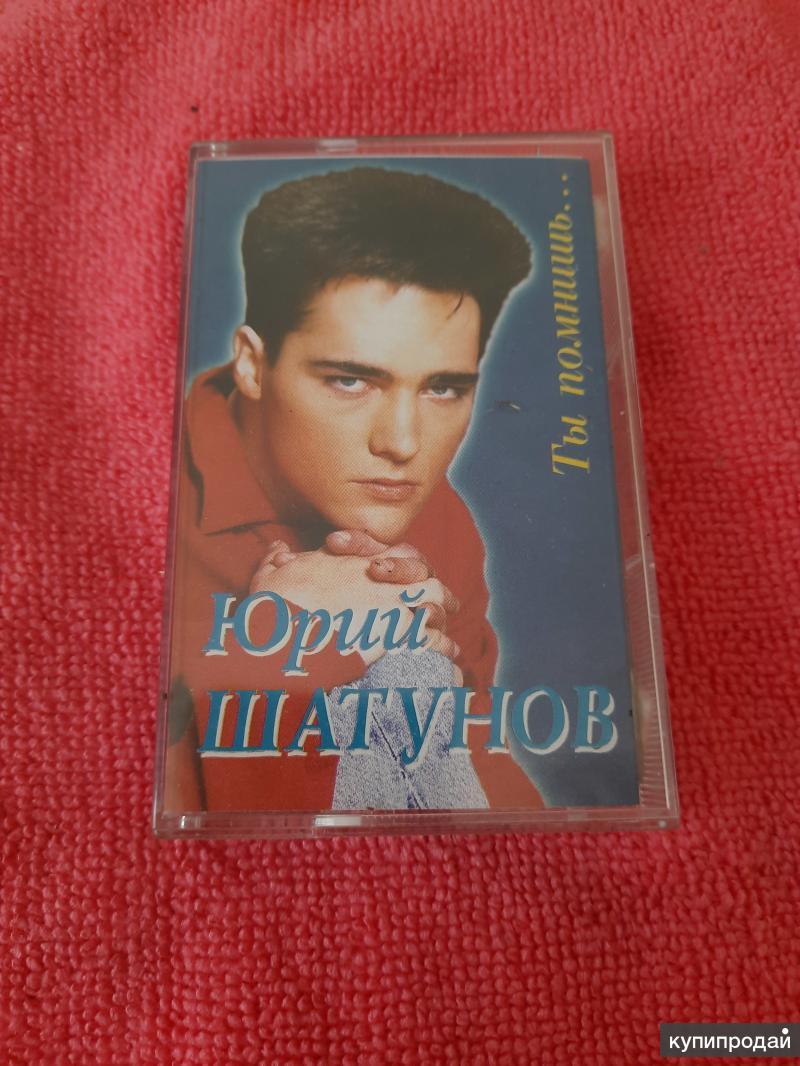 Ты помнишь...
Юрий
ШАТУНОВ
купипродай